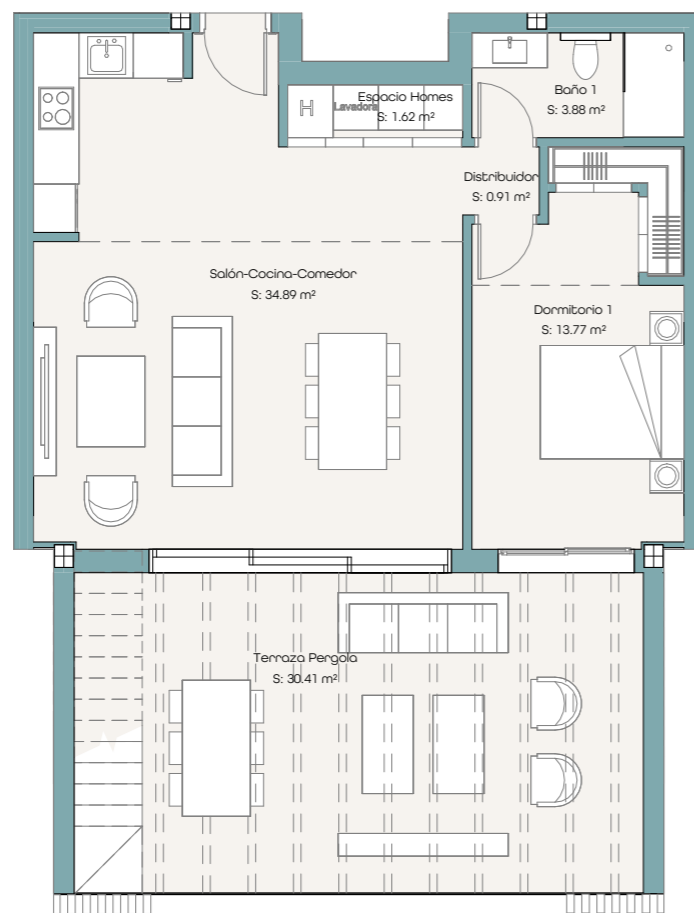 Espacio Homes
H
Lavadora
S: 1.62 m²
Baño 1
S: 3.88 m²
Distribuidor
S: 0.91 m²
Salón-Cocina-Comedor
S: 34.89 m²
Dormitorio 1
S: 13.77 m²
Terraza Pergola
S: 30.41 m²